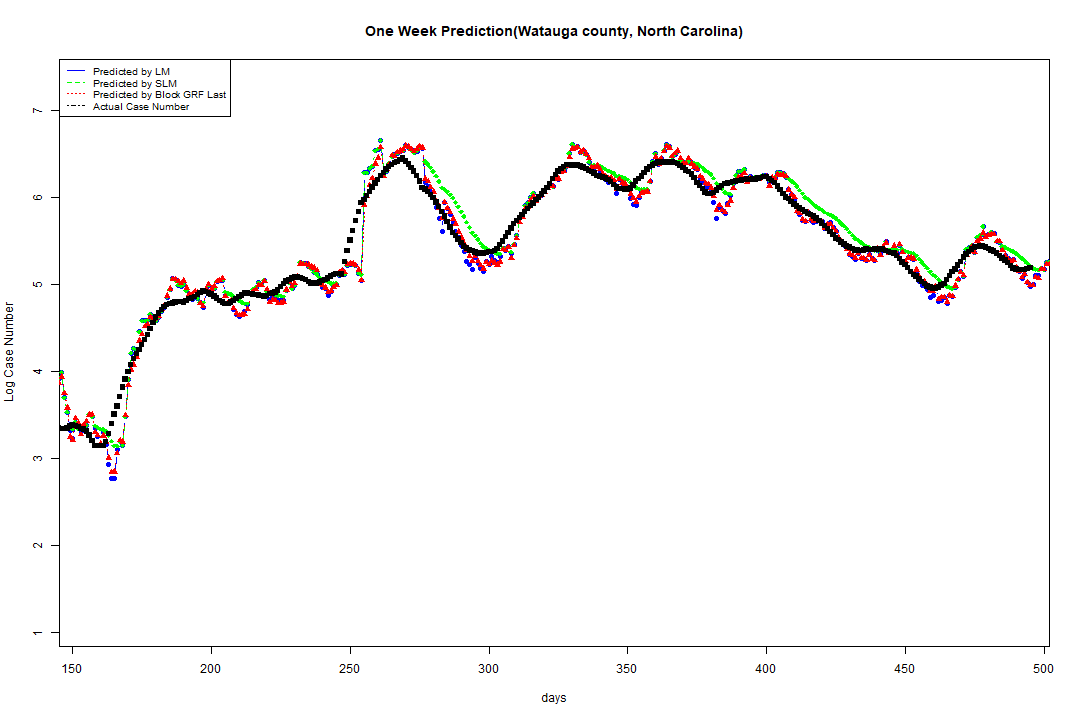 One Week Prediction(Watauga county, North Carolina)
Predicted by LM
Predicted by SLM
Predicted by Block GRF Last
Actual Case Number
7
6
5
4
3
2
1
Log Case Number
150 200 250 300 350 400 450 500
days